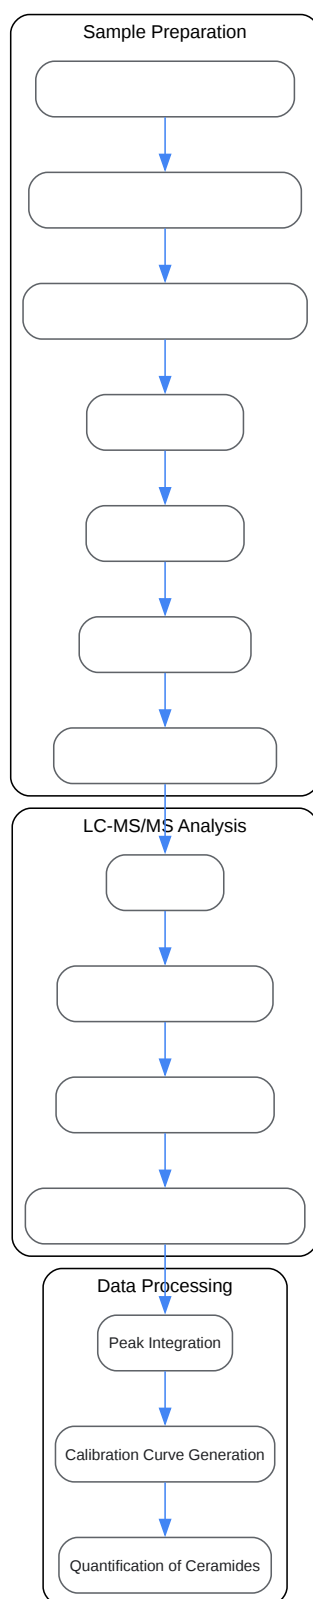 Sample Preparation
LC-MS/MS Analysis
Data Processing
Peak Integration
Calibration Curve Generation
Quantification of Ceramides